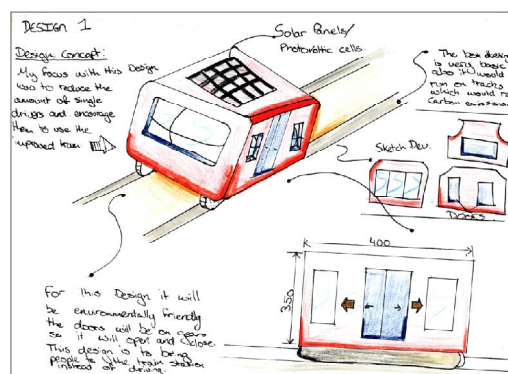 DESIGN 1
Solar Panels/
Photovoltic cells.
Design Concept:
My focus with this Design
was to reduce the
amount of single
drivers and encourage
them to use the
improved tram
The box design
is very basic
also it would
run on tracks
which would
Carbon emissions
Sketch Dev.
DOORS
400
350
For this Design it will
be environmentally friendly
the doors will be on gears
so it will open and close.
This design is to bring
people to the train station
instead of driving.